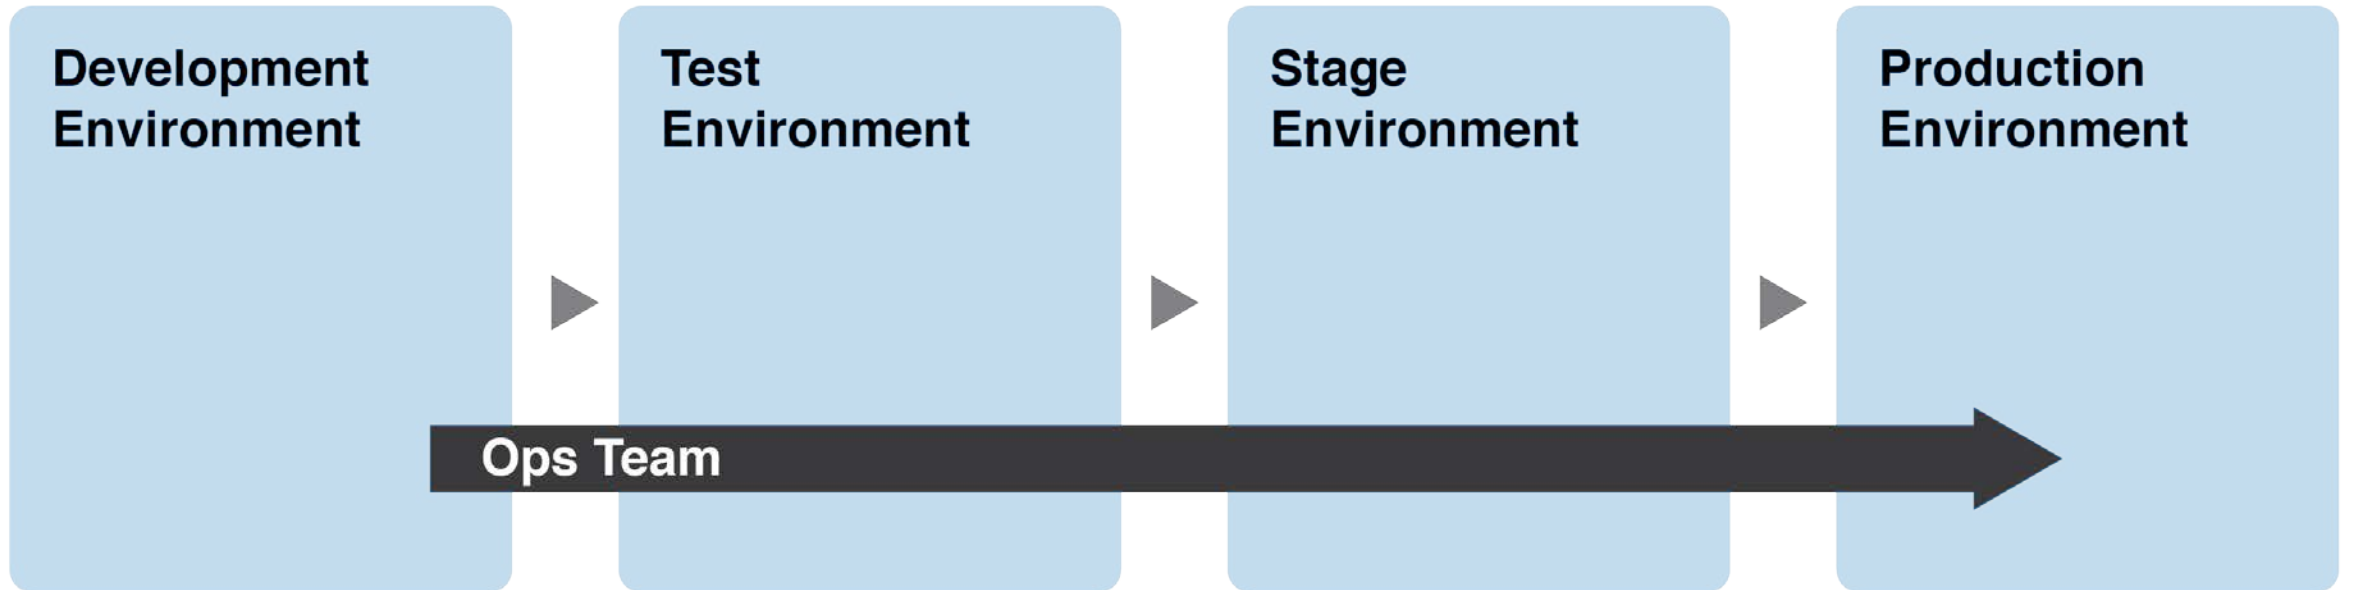 Development
Environment
Test
Environment
Stage
Environment
Production
Environment
Ops Team